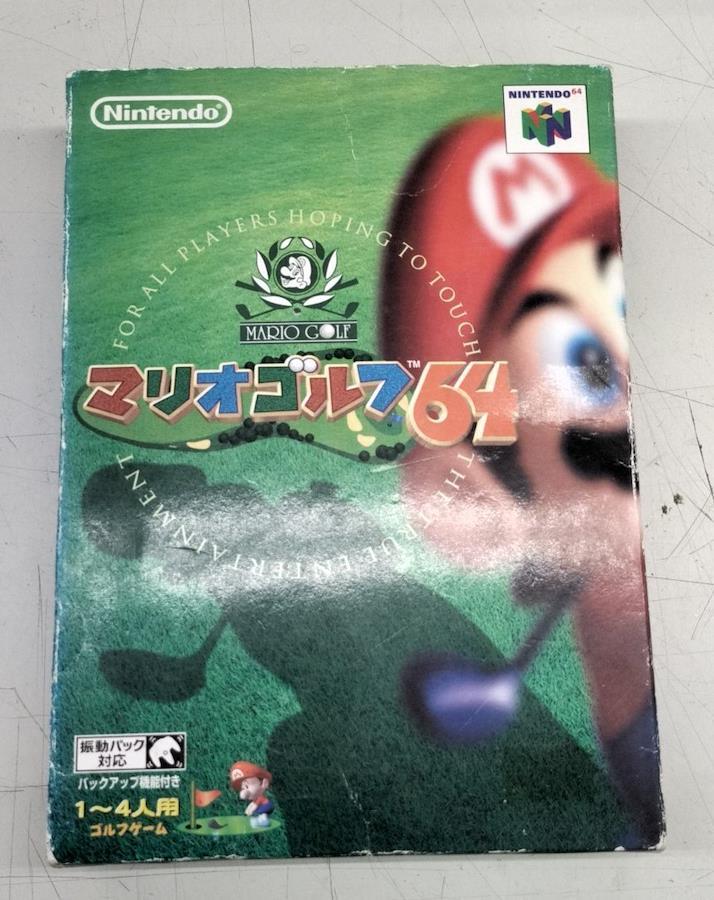 Nintendo®
NINTENDO64
M
FOR ALL PLAYERS HOPING TO TOUCH
THE TRUE ENTERTAINMENT
MARIO GOLF
マリオゴルフ™64
振動パック
対応
バックアップ機能付き
1～4人用
ゴルフゲーム